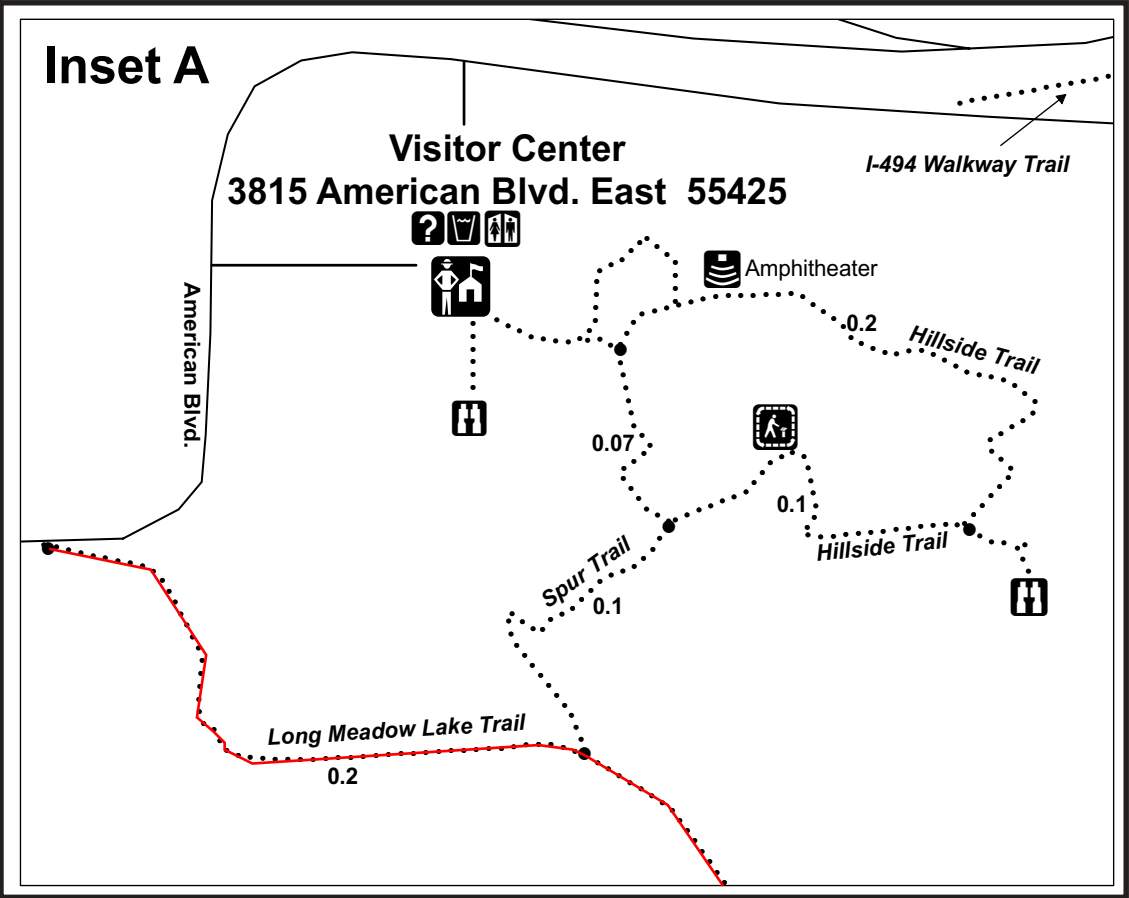 Inset A
Visitor Center
3815 American Blvd. East 55425
I-494 Walkway Trail
?
Amphitheater
American Blvd.
0.2
Hillside Trail
0.07
0.1
Hillside Trail
Spur Trail
0.1
Long Meadow Lake Trail
0.2